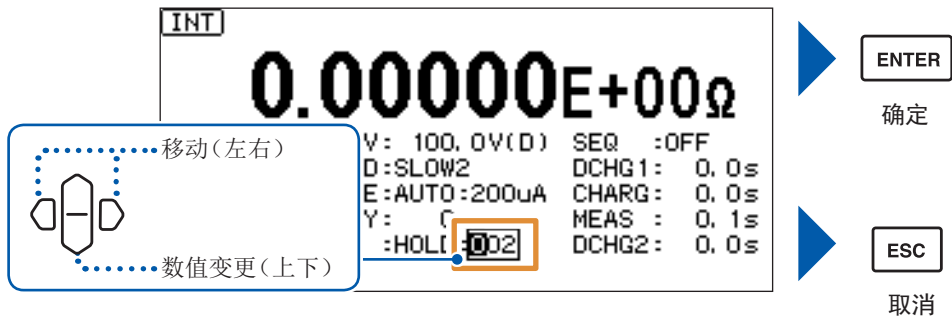 INT
0.00000E+00Ω
移动(左右)
数值变更(上下)
V: 100.0V(D) SEQ :OFF
D:SLOW2 DCHG1: 0.0s
E:AUTO:200uA CHARG: 0.0s
Y: MEAS : 0.1s
:HOLD:002 DCHG2: 0.0s
ENTER
确定
ESC
取消